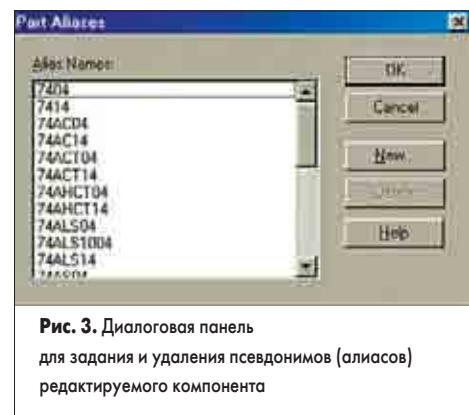 Part Aliases
Alias Names:
7404
7414
74AC04
74AC14
74ACT04
74ACT14
74AHCT04
74AHCT14
74ALS04
74ALS1004
74ALS14
74AS04
OK
Cancel
New...
Help
Рис. 3. Диалоговая панель
для задания и удаления псевдонимов (алиасов)
редактируемого компонента